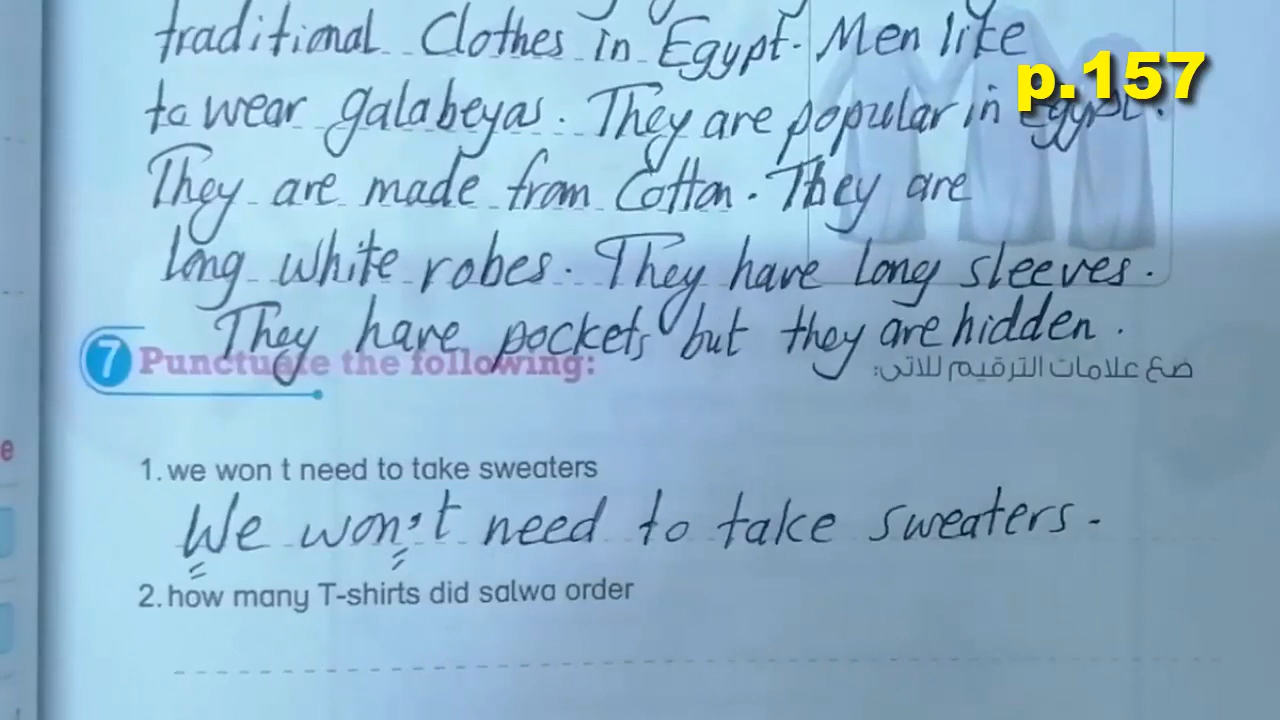 traditional Clothes in Egypt. Men like
p.157
to wear galabeyas. They are popular in Egypt.
They are made from Cotton. They are
long white robes. They have long sleeves.
They have pockets but they are hidden.
7 Punctuate the following:
ضع علامات الترقيم للآتى:
1. we won t need to take sweaters
We won't need to take sweaters.
2. how many T-shirts did salwa order